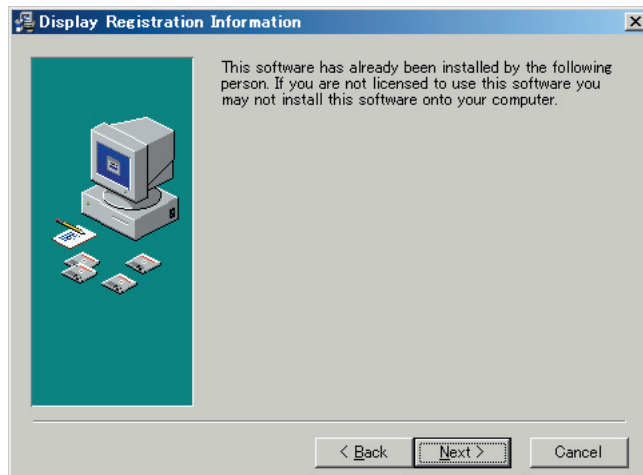 Display Registration Information
This software has already been installed by the following
person. If you are not licensed to use this software you
may not install this software onto your computer.
< Back
Next >
Cancel